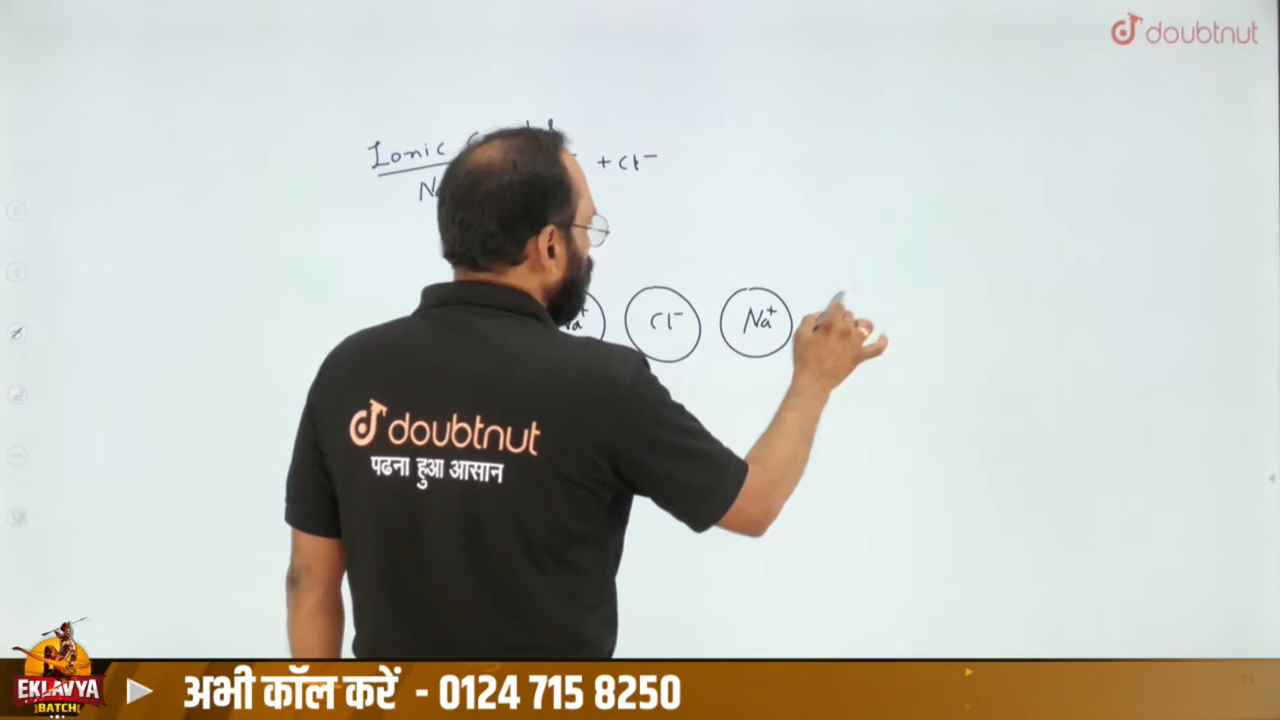 doubtnut
Ionic
+ Cl⁻
Cl⁻ Na⁺
doubtnut
पढना हुआ आसान
EKLAVYA
BATCH
अभी कॉल करें - 0124 715 8250